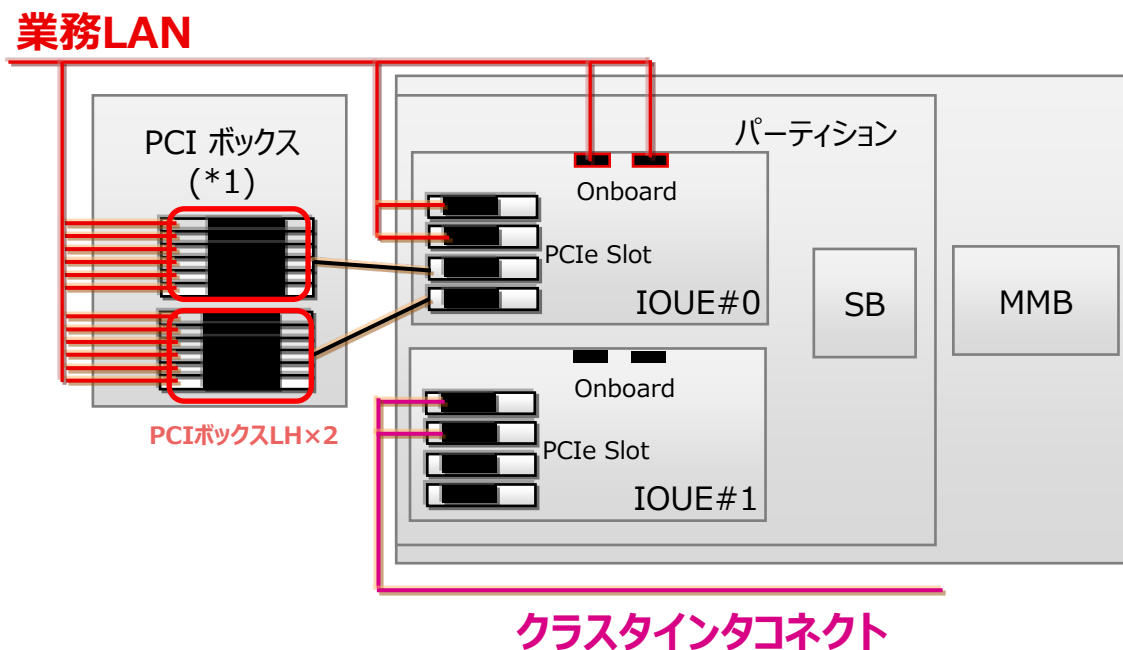 業務LAN
PCI ボックス
(*1)
パーティション
Onboard
PCIe Slot
IOUE#0
SB
MMB
Onboard
PCIボックスLH×2
PCIe Slot
IOUE#1
クラスタインタコネクト